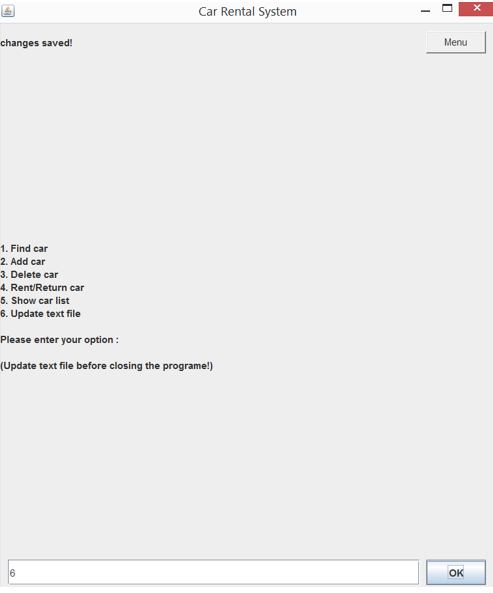 Car Rental System
changes saved!
Menu
1. Find car
2. Add car
3. Delete car
4. Rent/Return car
5. Show car list
6. Update text file
Please enter your option :
(Update text file before closing the programe!)
6
OK